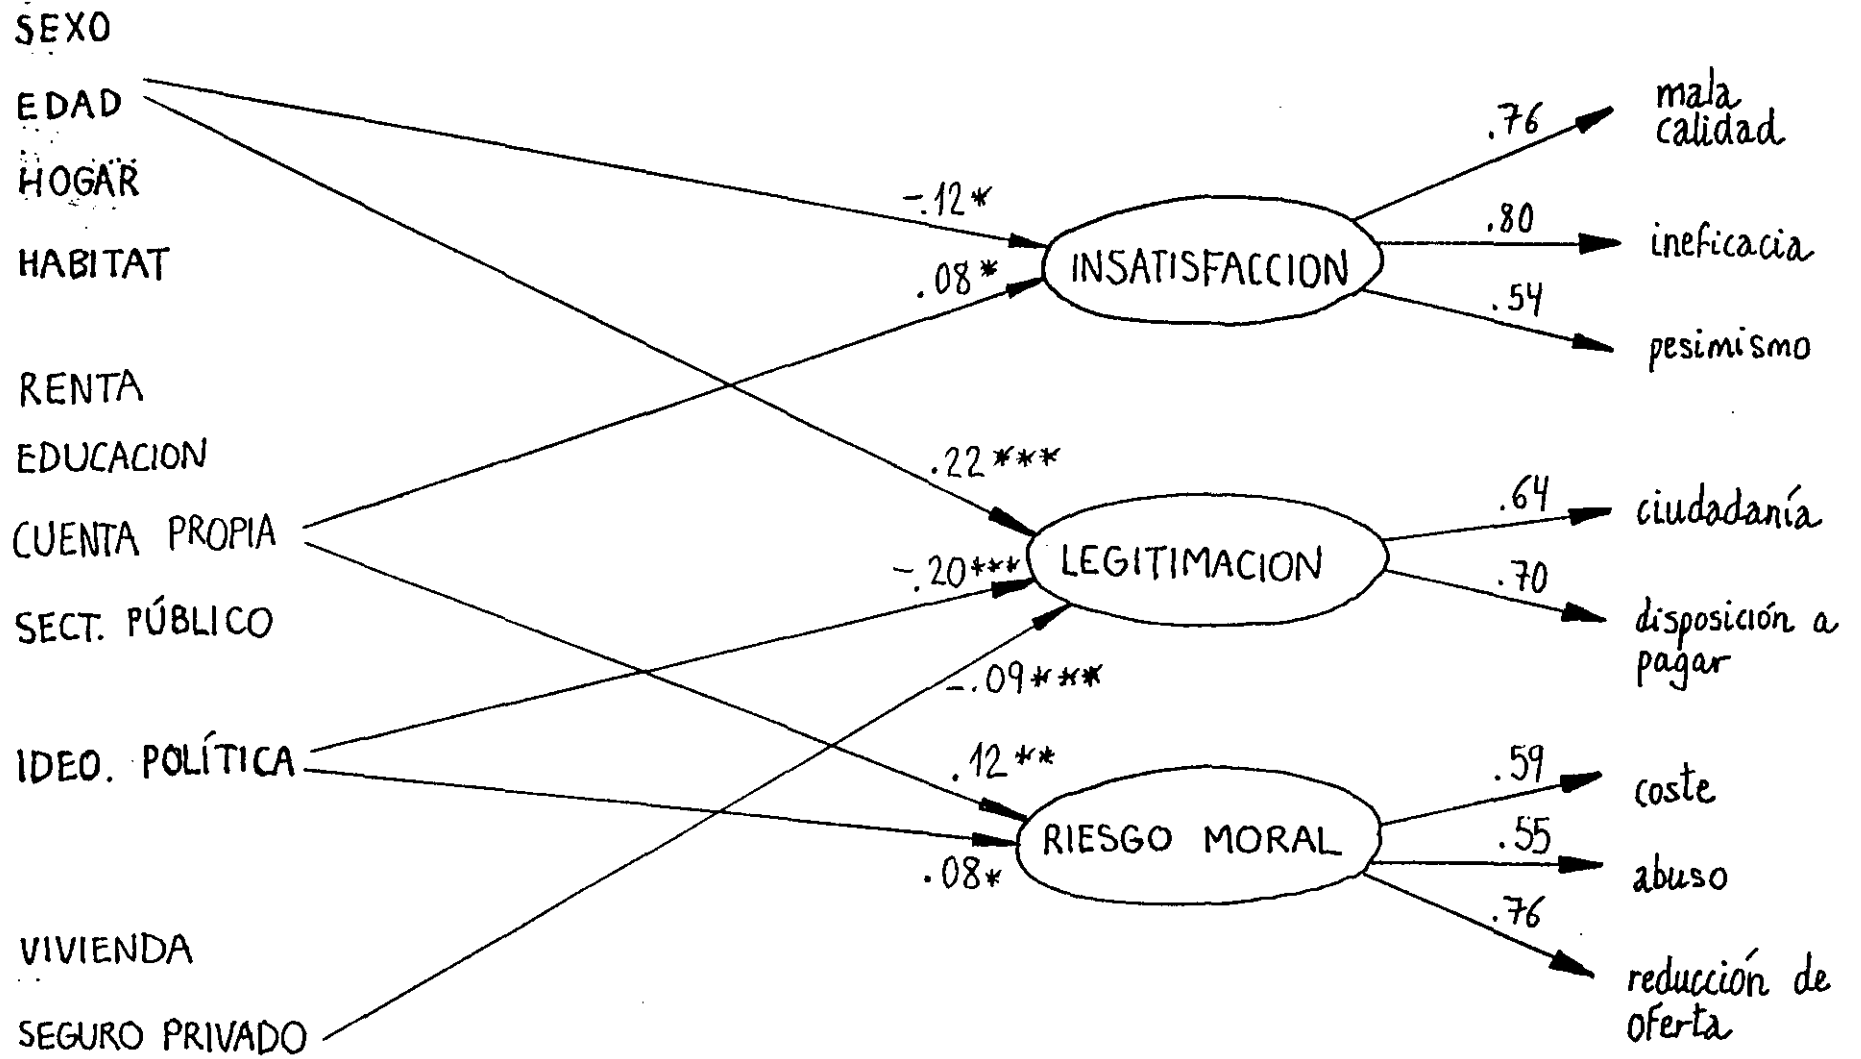 SEXO
EDAD
HOGAR
HABITAT
RENTA
EDUCACION
CUENTA PROPIA
SECT. PÚBLICO
IDEO. POLÍTICA
VIVIENDA
SEGURO PRIVADO
-.12*
.08*
.22***
-.20***
-.09***
.12**
.08*
INSATISFACCION
LEGITIMACION
RIESGO MORAL
.76
.80
.54
.64
.70
.59
.55
.76
mala
calidad
ineficacia
pesimismo
ciudadanía
disposición a
pagar
coste
abuso
reducción de
oferta